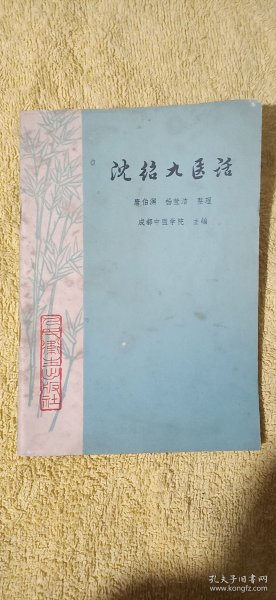 沈绍九医话
唐伯渊 杨莹洁 整理
成都中医学院 主编
人民卫生出版社
孔夫子旧书网
www.kongfz.com